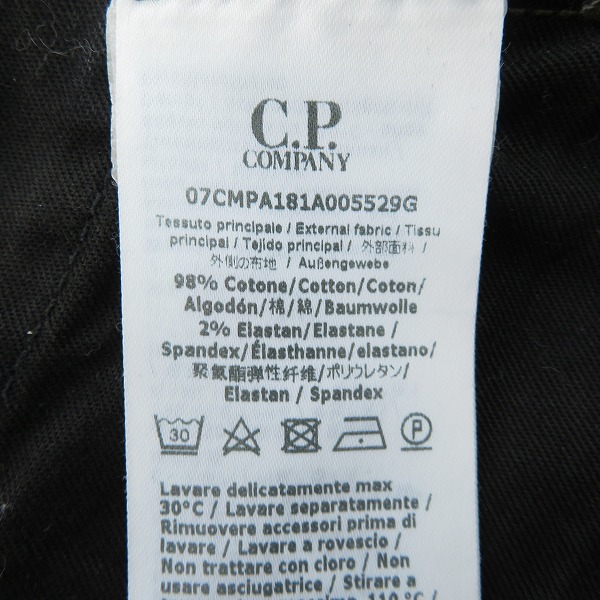 C.P.
COMPANY
07CMPA181A005529G
Tessuto principale / External fabric / Tissu
principal / Tejido principal / 外部面料 /
外側の布地 / Außengewebe
98% Cotone/Cotton/Coton/
Algodón/棉/綿/Baumwolle
2% Elastan/Elastane /
Spandex/Élasthanne/elastano/
聚氨酯弹性纤维/ポリウレタン/
Elastan / Spandex
30
P
Lavare delicatamente max
30°C / Lavare separatamente /
Rimuovere accessori prima di
lavare / Lavare a rovescio /
Non trattare con cloro / Non
usare asciugatrice / Stirare a
110 °C